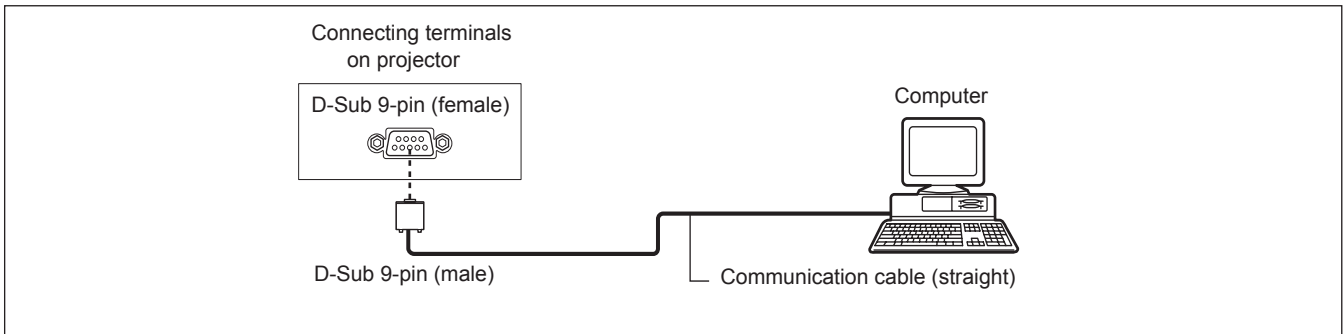 Connecting terminals
on projector
D-Sub 9-pin (female)
Computer
D-Sub 9-pin (male)
Communication cable (straight)